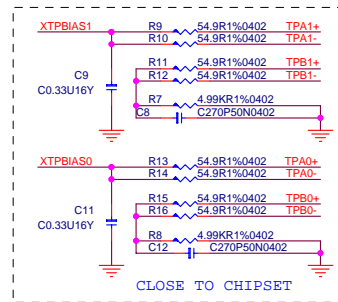 XTPBIAS1 R9 54.9R1%0402 TPA1+
R10 54.9R1%0402 TPA1-
R11 54.9R1%0402 TPB1+
C9 R12 54.9R1%0402 TPB1-
C0.33U16Y R7 4.99KR1%0402
C8 C270P50N0402
XTPBIAS0 R13 54.9R1%0402 TPA0+
R14 54.9R1%0402 TPA0-
R15 54.9R1%0402 TPB0+
C11 R16 54.9R1%0402 TPB0-
C0.33U16Y R8 4.99KR1%0402
C12 C270P50N0402
CLOSE TO CHIPSET